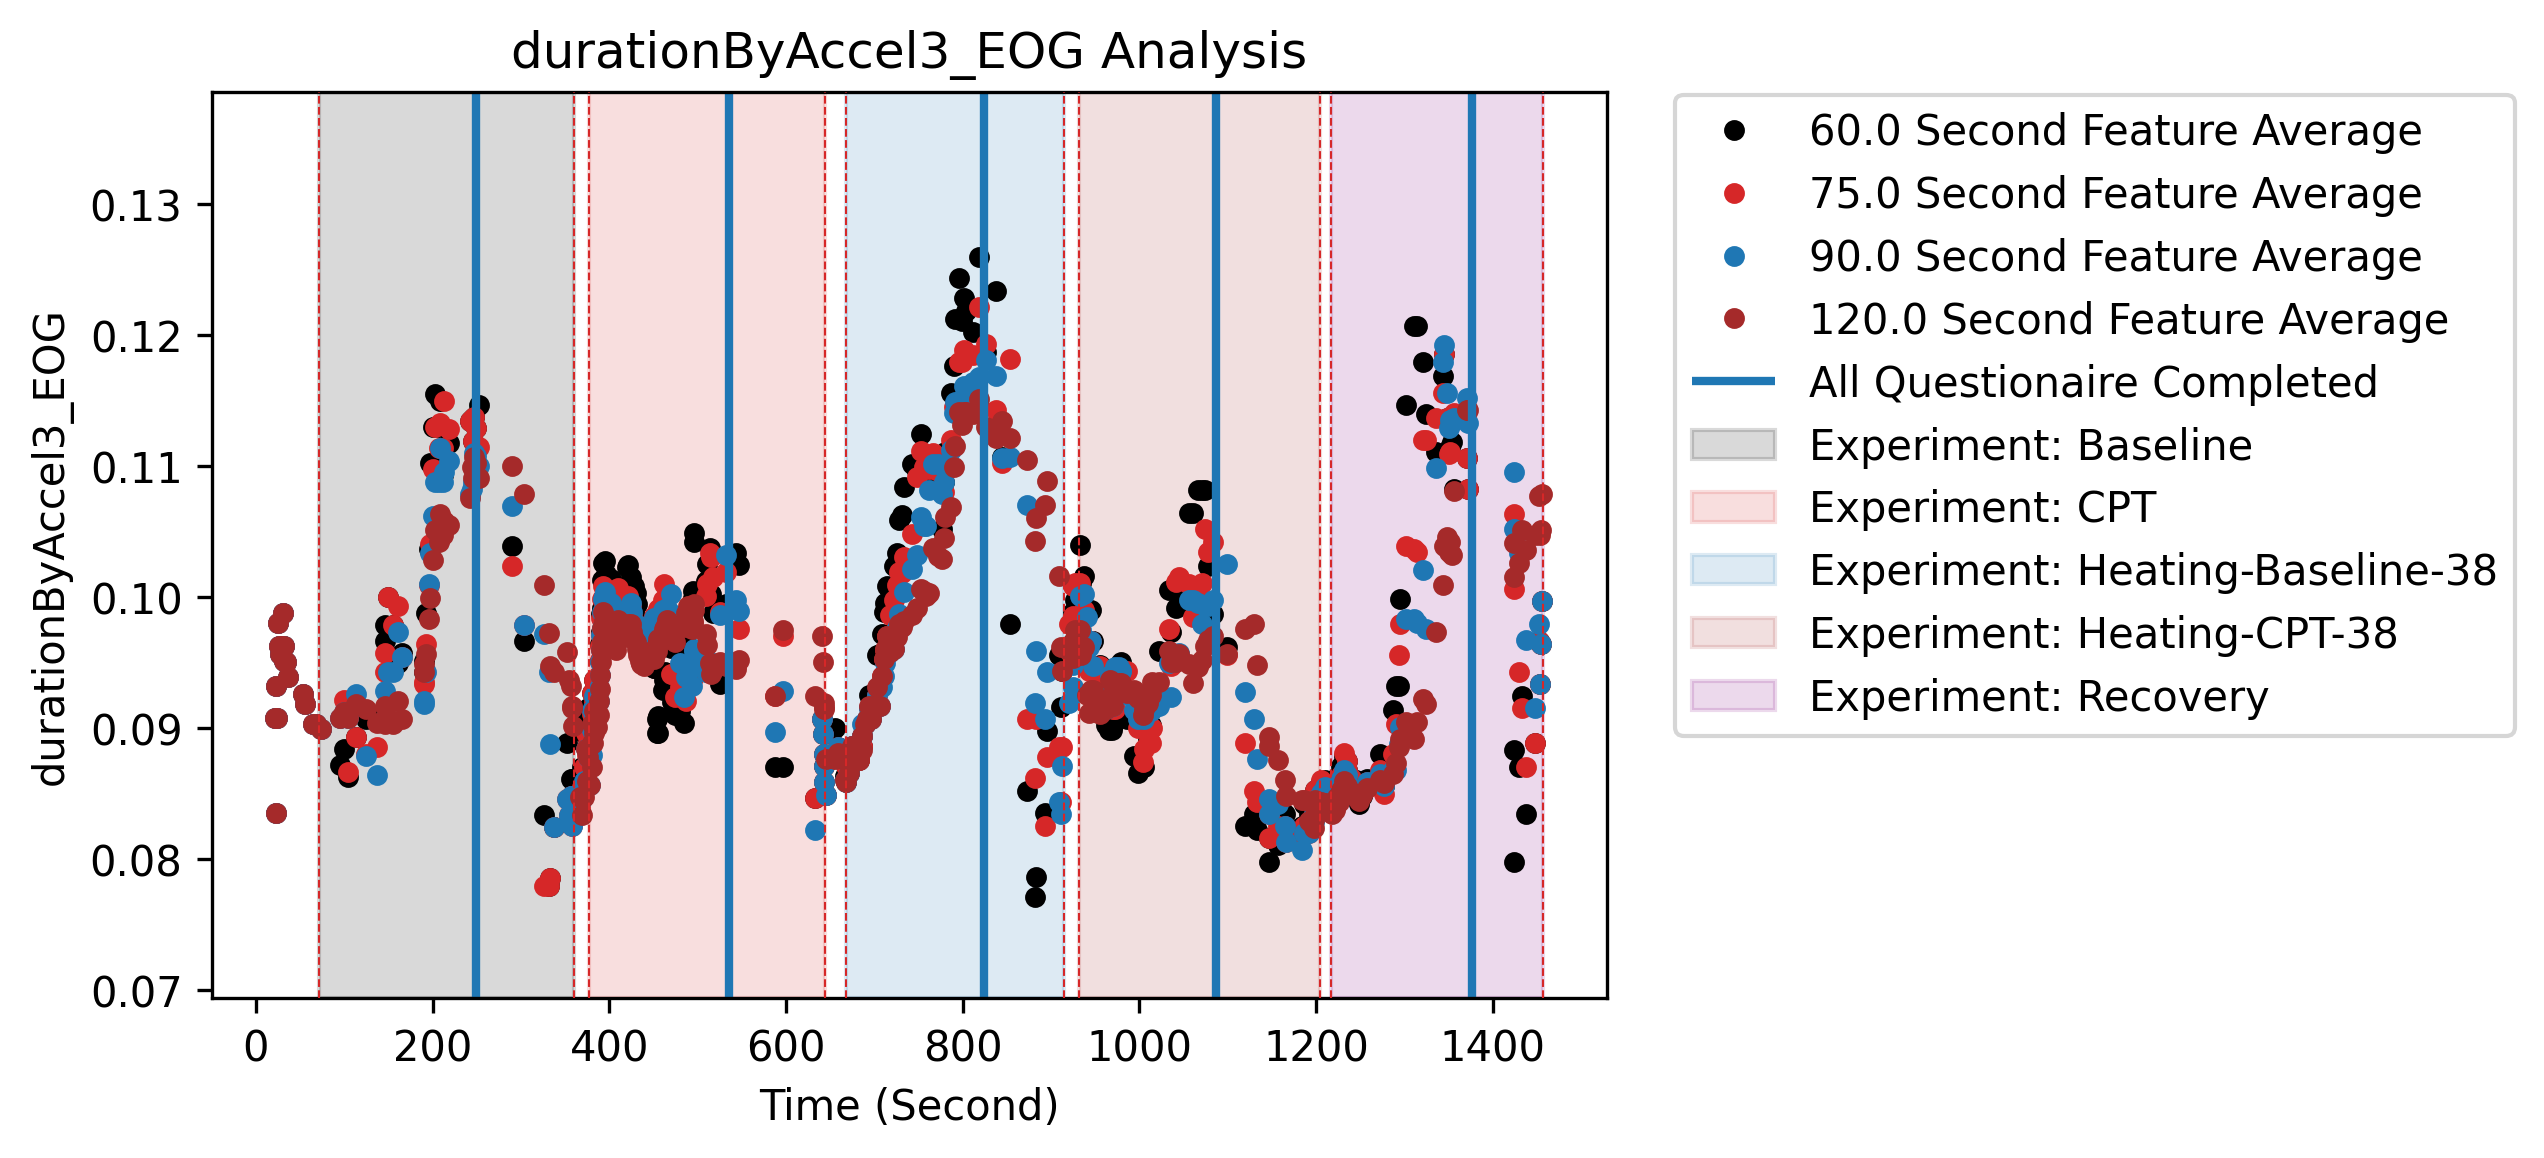 durationByAccel3_EOG Analysis
durationByAccel3_EOG
0.13
0.12
0.11
0.10
0.09
0.08
0.07
0 200 400 600 800 1000 1200 1400
Time (Second)
60.0 Second Feature Average
75.0 Second Feature Average
90.0 Second Feature Average
120.0 Second Feature Average
All Questionaire Completed
Experiment: Baseline
Experiment: CPT
Experiment: Heating-Baseline-38
Experiment: Heating-CPT-38
Experiment: Recovery